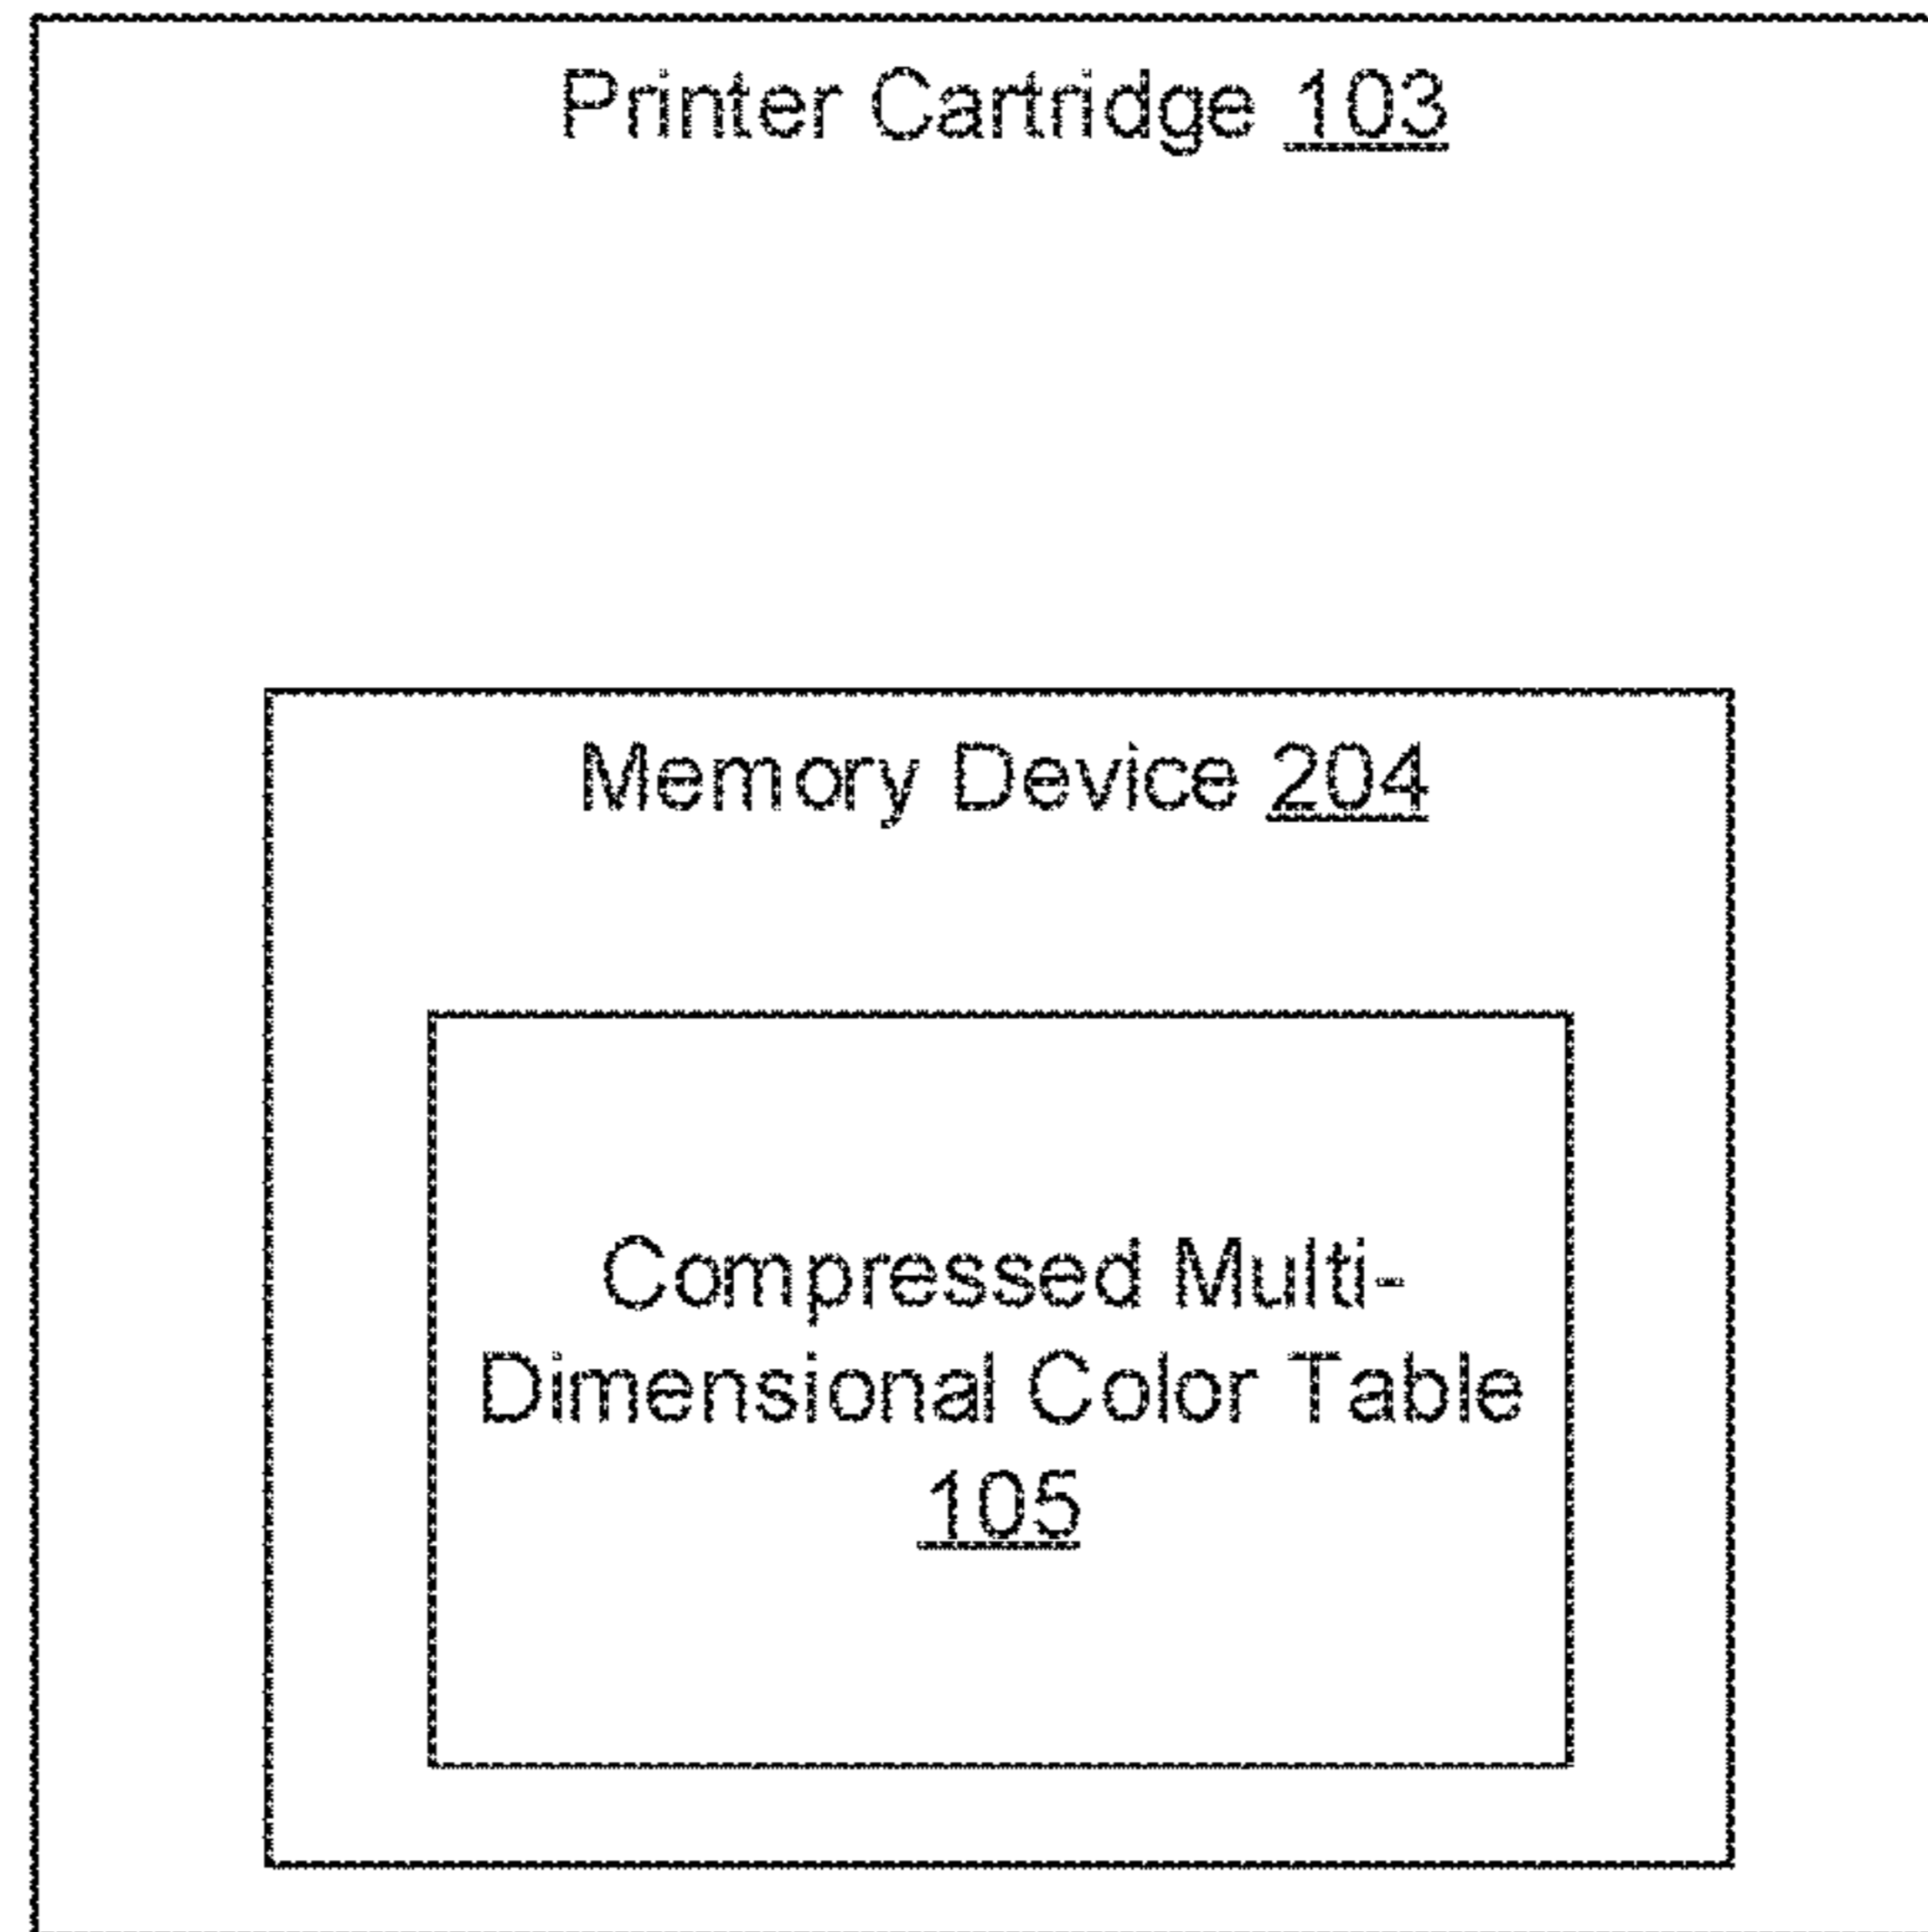 Printer Cartridge 103
Memory Device 204
Compressed Multi-
Dimensional Color Table
105